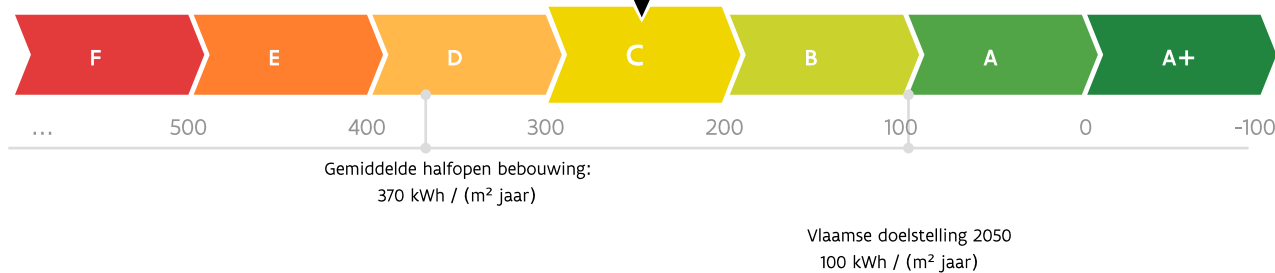 F E D C B A A+
... 500 400 300 200 100 0 -100
Gemiddelde halfopen bebouwing:
370 kWh / (m² jaar)
Vlaamse doelstelling 2050
100 kWh / (m² jaar)